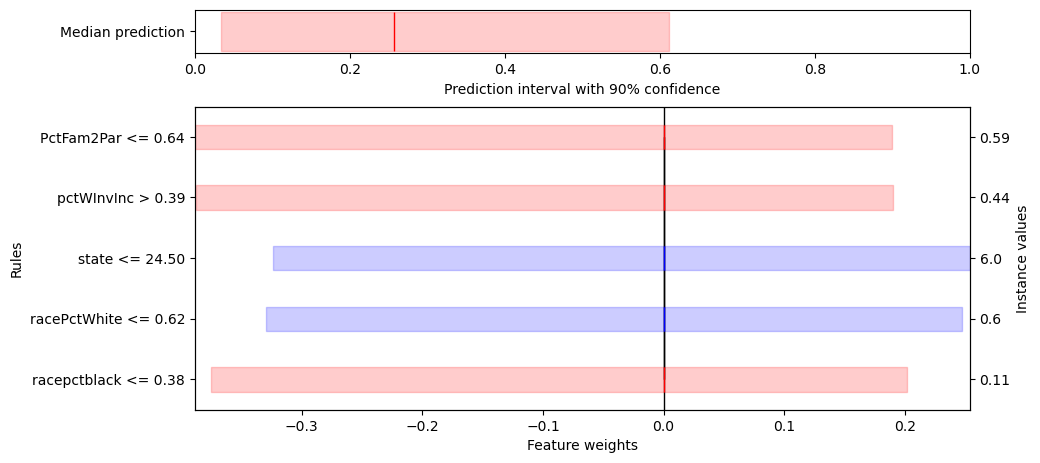 Median prediction
0.0 0.2 0.4 0.6 0.8 1.0
Prediction interval with 90% confidence
PctFam2Par <= 0.64 0.59
pctWInvInc > 0.39 0.44
state <= 24.50 6.0
racePctWhite <= 0.62 0.6
racepctblack <= 0.38 0.11
Rules
Instance values
−0.3 −0.2 −0.1 0.0 0.1 0.2
Feature weights